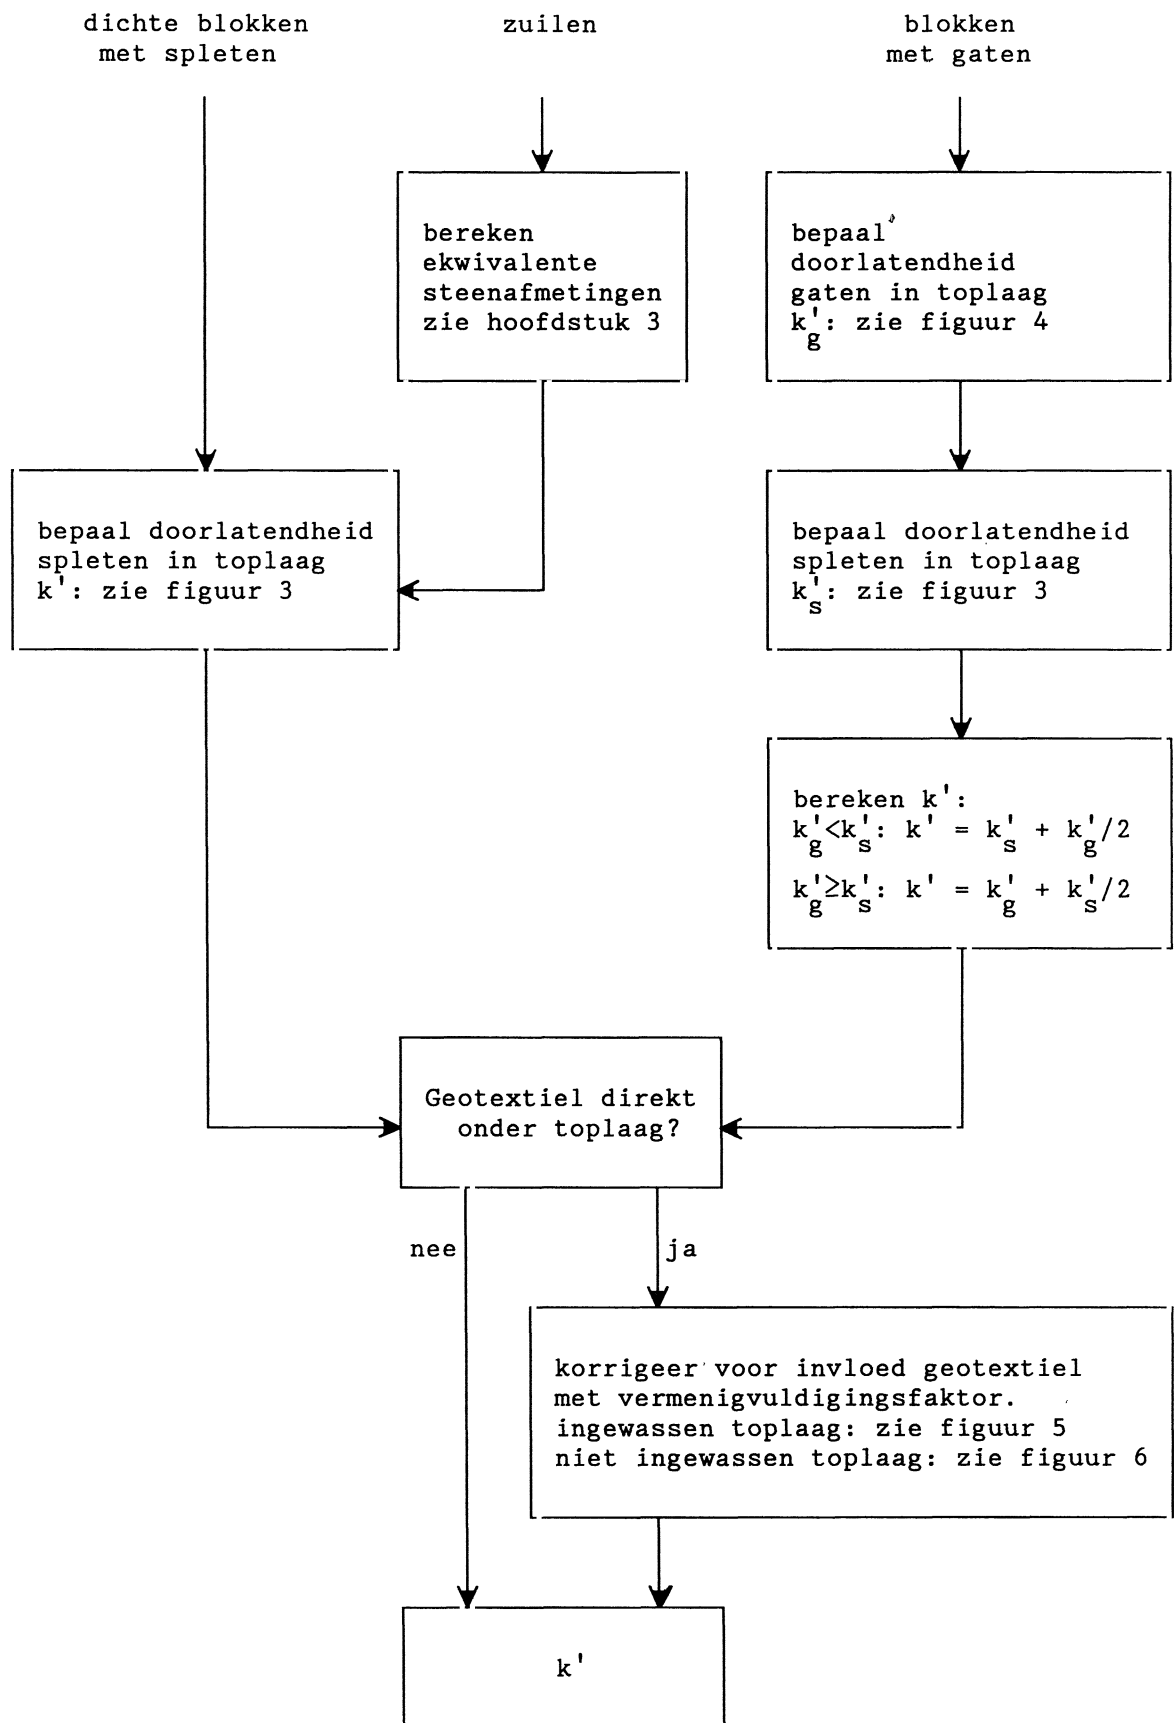 dichte blokken
met spleten
zuilen
blokken
met gaten
bereken
ekwivalente
steenafmetingen
zie hoofdstuk 3
bepaal
doorlatendheid
gaten in toplaag
k'g: zie figuur 4
bepaal doorlatendheid
spleten in toplaag
k': zie figuur 3
bepaal doorlatendheid
spleten in toplaag
k's: zie figuur 3
bereken k':
k'g<k's: k' = k's + k'g/2
k'g≥k's: k' = k'g + k's/2
Geotextiel direkt
onder toplaag?
nee
ja
korrigeer voor invloed geotextiel
met vermenigvuldigingsfaktor.
ingewassen toplaag: zie figuur 5
niet ingewassen toplaag: zie figuur 6
k'